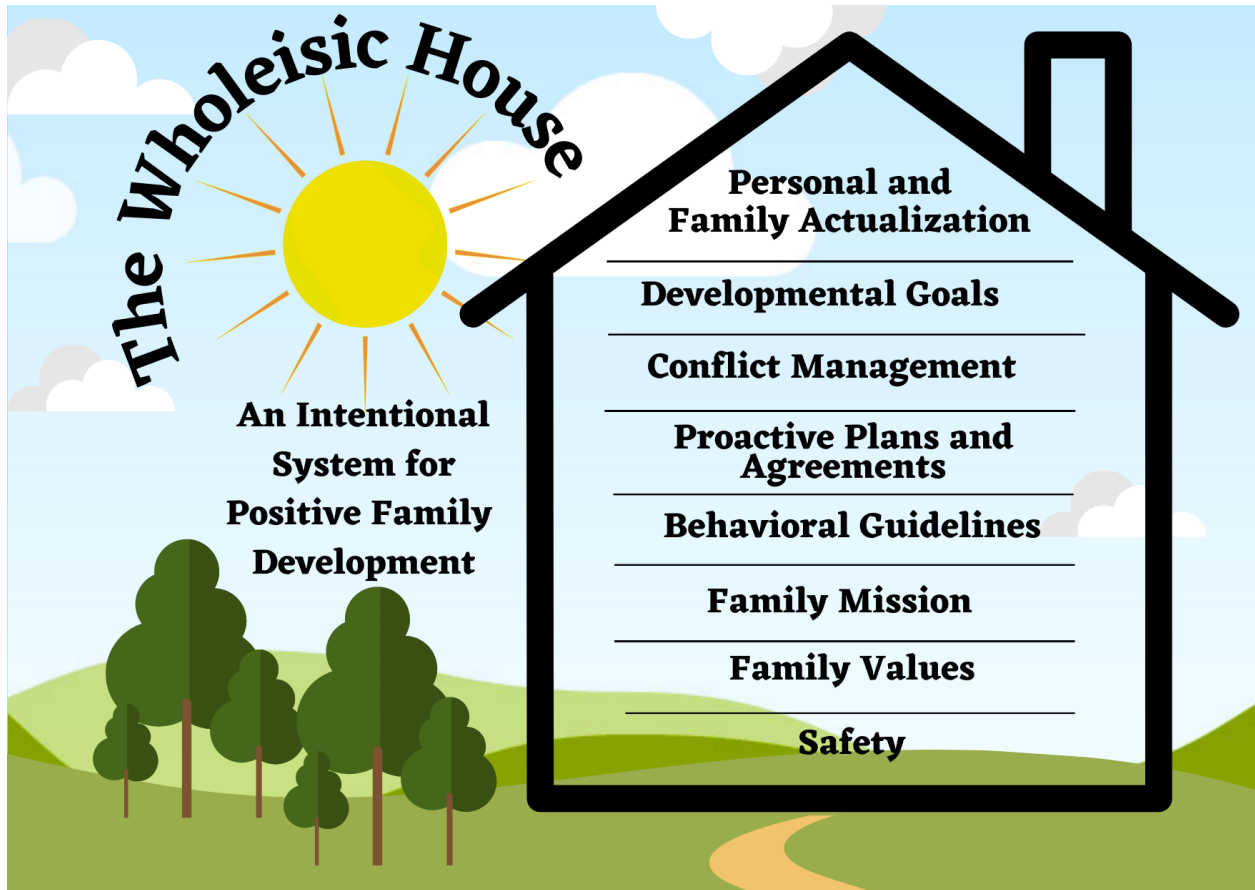 The Wholeisic House
An Intentional
System for
Positive Family
Development
Personal and
Family Actualization
Developmental Goals
Conflict Management
Proactive Plans and
Agreements
Behavioral Guidelines
Family Mission
Family Values
Safety